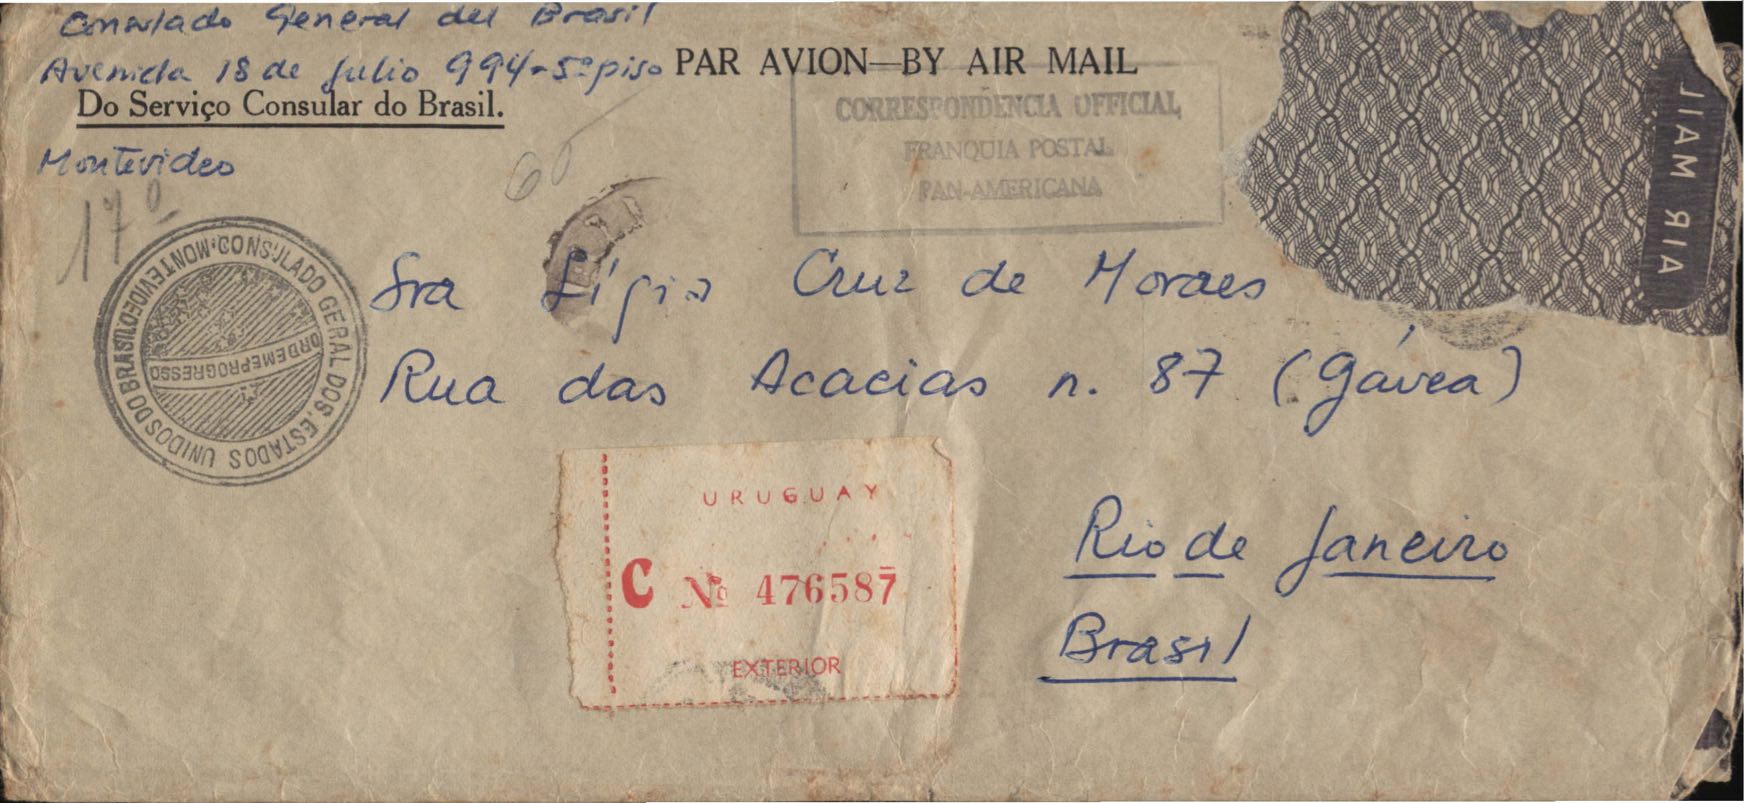 Consulado General del Brasil
Avenida 18 de Julio 994 - 5º piso
PAR AVION—BY AIR MAIL
Do Serviço Consular do Brasil.
Montevideo
CORRESPONDENCIA OFFICIAL
FRANQUIA POSTAL
PAN-AMERICANA
60
17º
AIR MAIL
CONSULADO GERAL DOS ESTADOS UNIDOS DO BRASIL MONTEVIDEO
ORDEM E PROGRESSO
Sra Lígia Cruz de Moraes
Rua das Acacias n. 87 (Gávea)
URUGUAY
C Nº 476587
EXTERIOR
Rio de Janeiro
Brasil